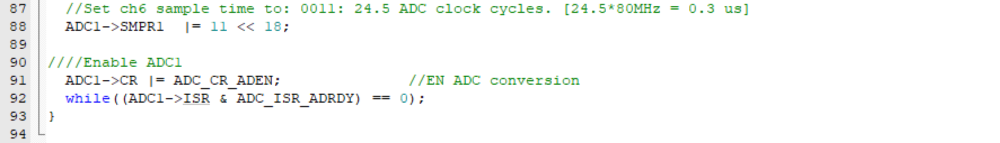 87 //Set ch6 sample time to: 0011: 24.5 ADC clock cycles. [24.5*80MHz = 0.3 us]
88 ADC1->SMPR1 |= 11 << 18;
89
90 ////Enable ADC1
91 ADC1->CR |= ADC_CR_ADEN; //EN ADC conversion
92 while((ADC1->ISR & ADC_ISR_ADRDY) == 0);
93 }
94